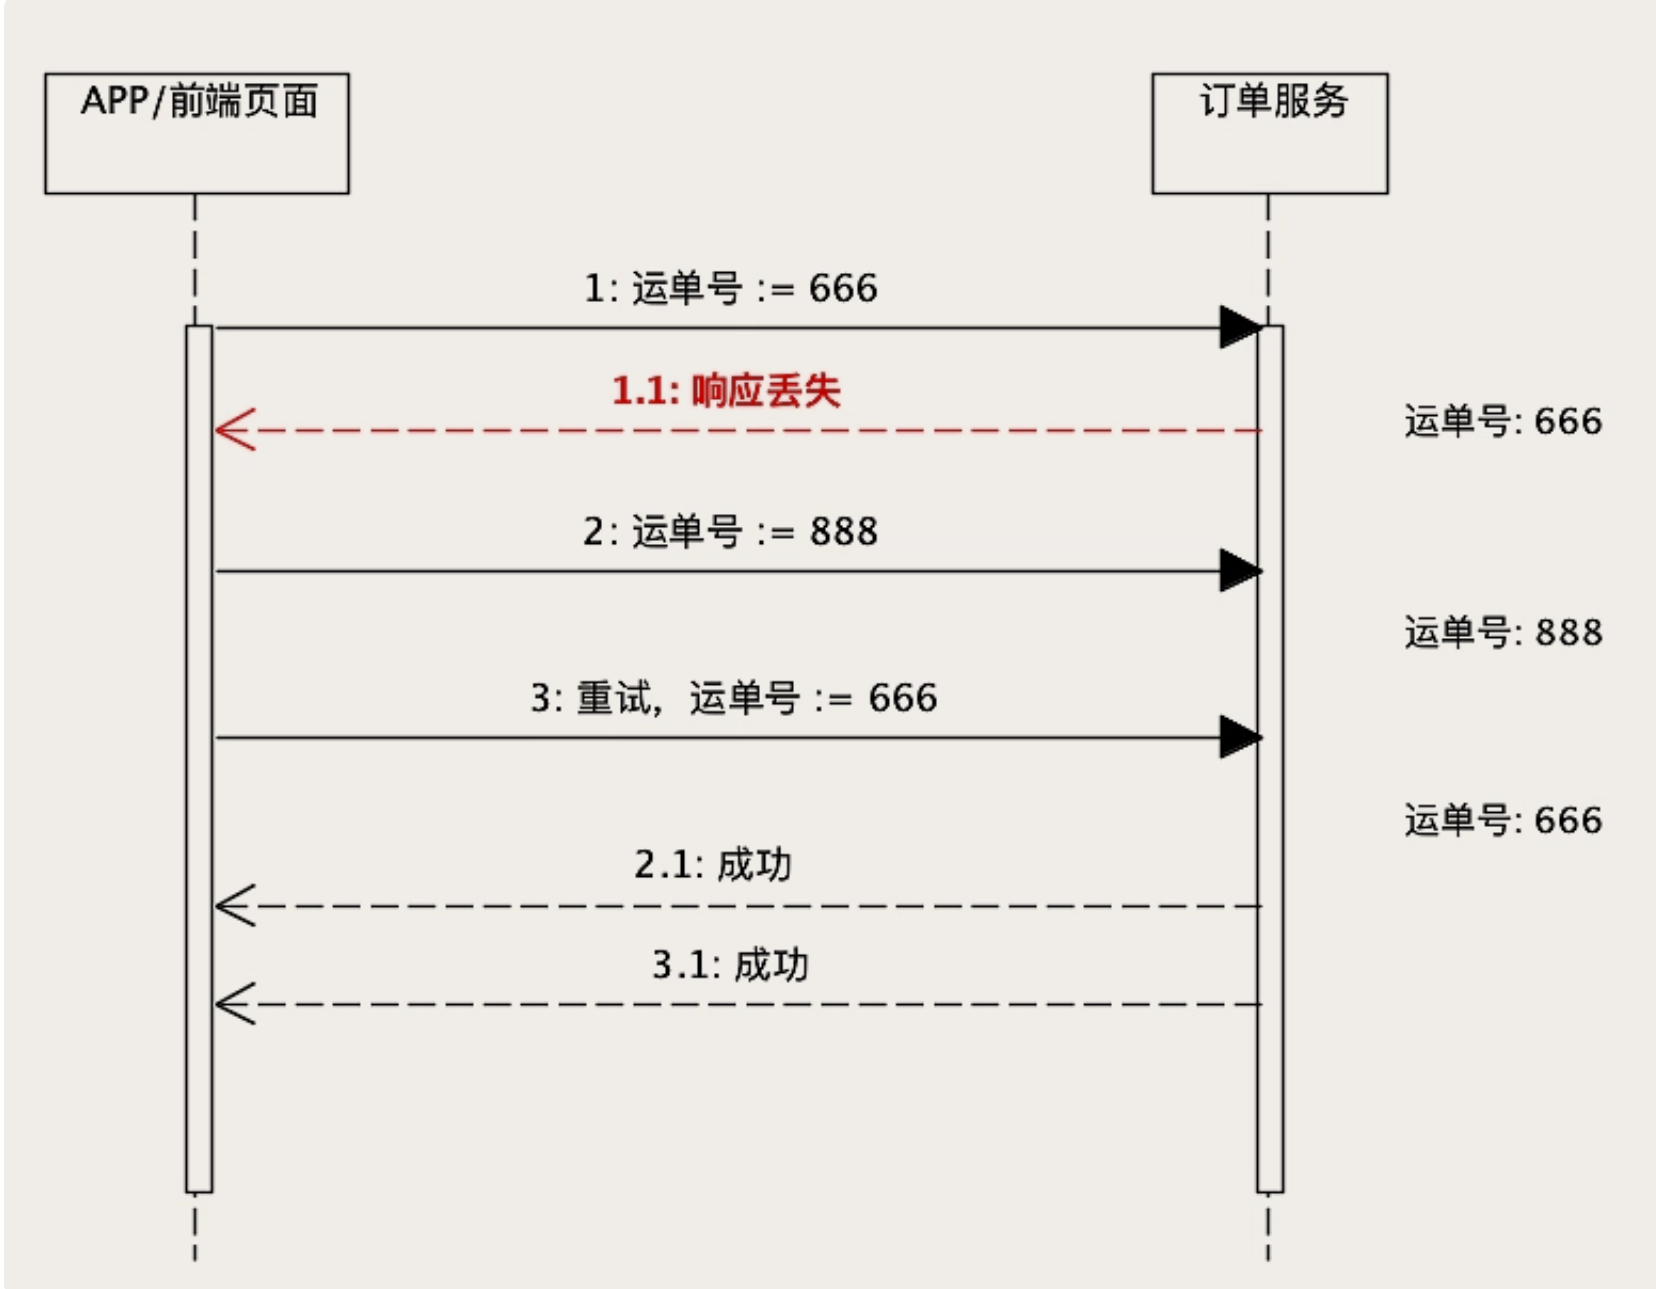 APP/前端页面
订单服务
1: 运单号 := 666
1.1: 响应丢失
运单号: 666
2: 运单号 := 888
运单号: 888
3: 重试，运单号 := 666
运单号: 666
2.1: 成功
3.1: 成功